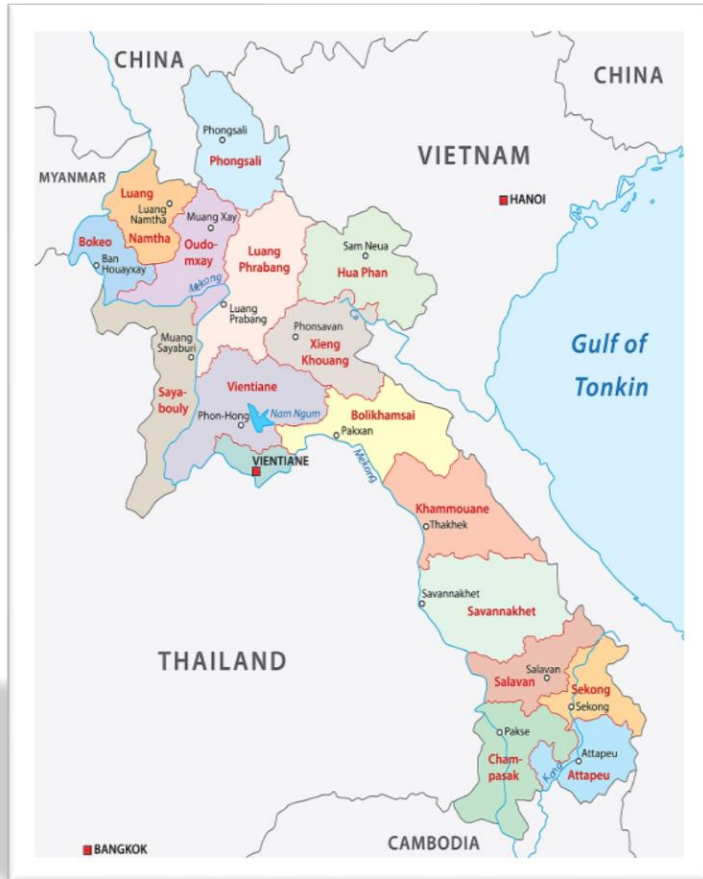 CHINA
CHINA
Phongsali
Phongsali
VIETNAM
MYANMAR
HANOI
Luang
Luang
Namtha
Namtha
Muang Xay
Oudo-
mxay
Bokeo
Ban
Houayxay
Luang
Phrabang
Sam Neua
Hua Phan
Mekong
Luang
Prabang
Ca
Phonsavan
Xieng
Khouang
Gulf of
Tonkin
Muang
Sayaburi
Saya-
bouly
Vientiane
Phon-Hong
Nam Ngum
Bolikhamsai
Pakxan
VIENTIANE
Mekong
Khammouane
Thakhek
Savannakhet
Savannakhet
THAILAND
Salavan
Salavan
Sekong
Sekong
Pakse
Cham-
pasak
Attapeu
Kong
Attapeu
CAMBODIA
BANGKOK